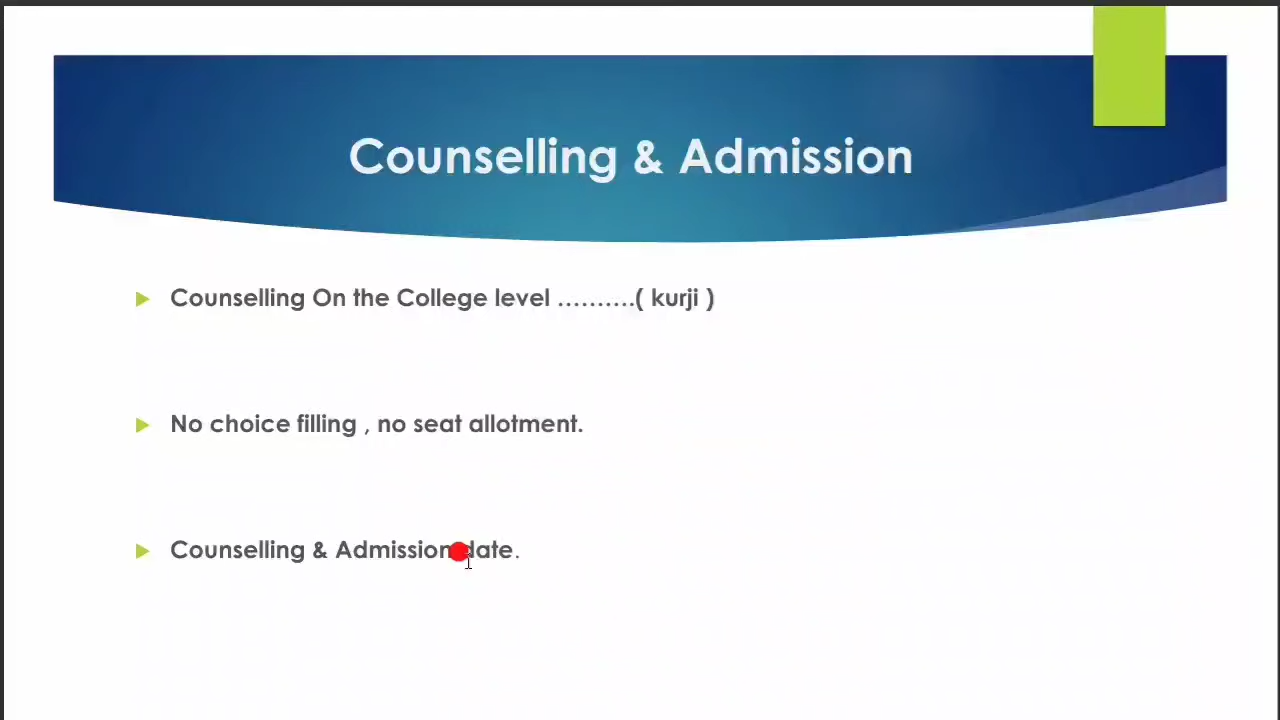 Counselling & Admission
Counselling On the College level ..........( kurji )
No choice filling , no seat allotment.
Counselling & Admission date.